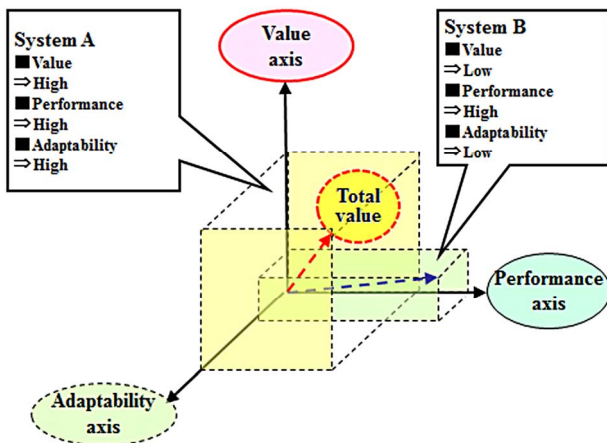 System A
■Value
⇒High
■Performance
⇒High
■Adaptability
⇒High
Value
axis
System B
■Value
⇒Low
■Performance
⇒High
■Adaptability
⇒Low
Total
value
Performance
axis
Adaptability
axis